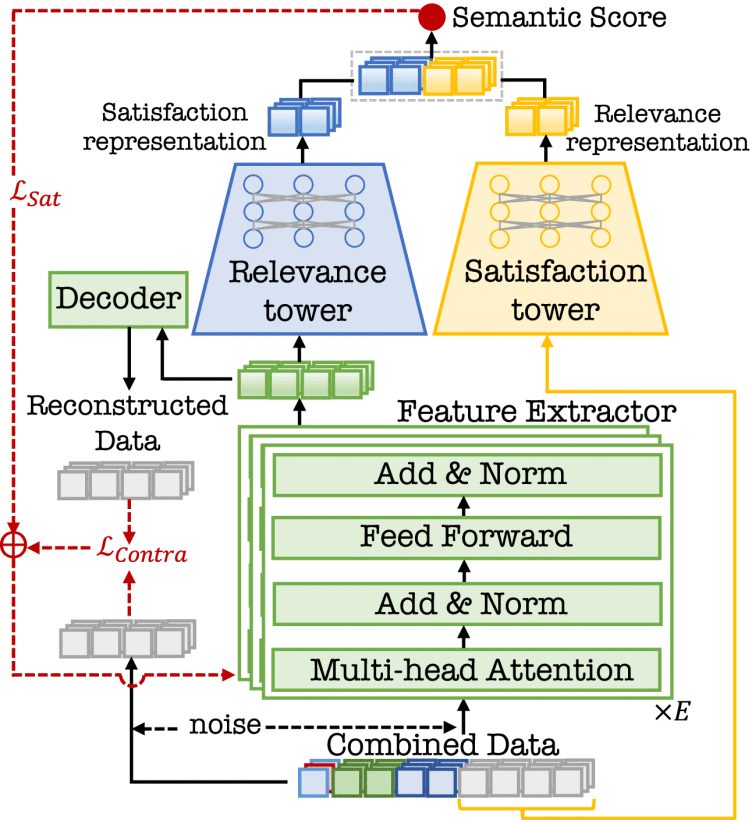 Semantic Score
Satisfaction
representation
Relevance
representation
ℒSat
Relevance
tower
Satisfaction
tower
Decoder
Reconstructed
Data
Feature Extractor
Add & Norm
Feed Forward
ℒContra
Add & Norm
Multi-head Attention
×E
noise
Combined Data